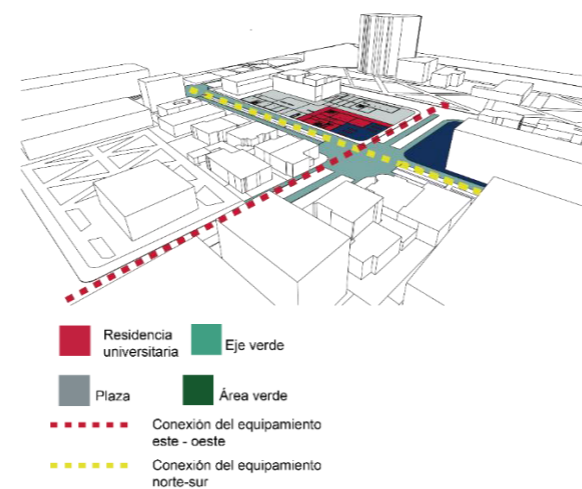 Residencia
universitaria
Eje verde
Plaza
Área verde
Conexión del equipamiento
este - oeste
Conexión del equipamiento
norte-sur